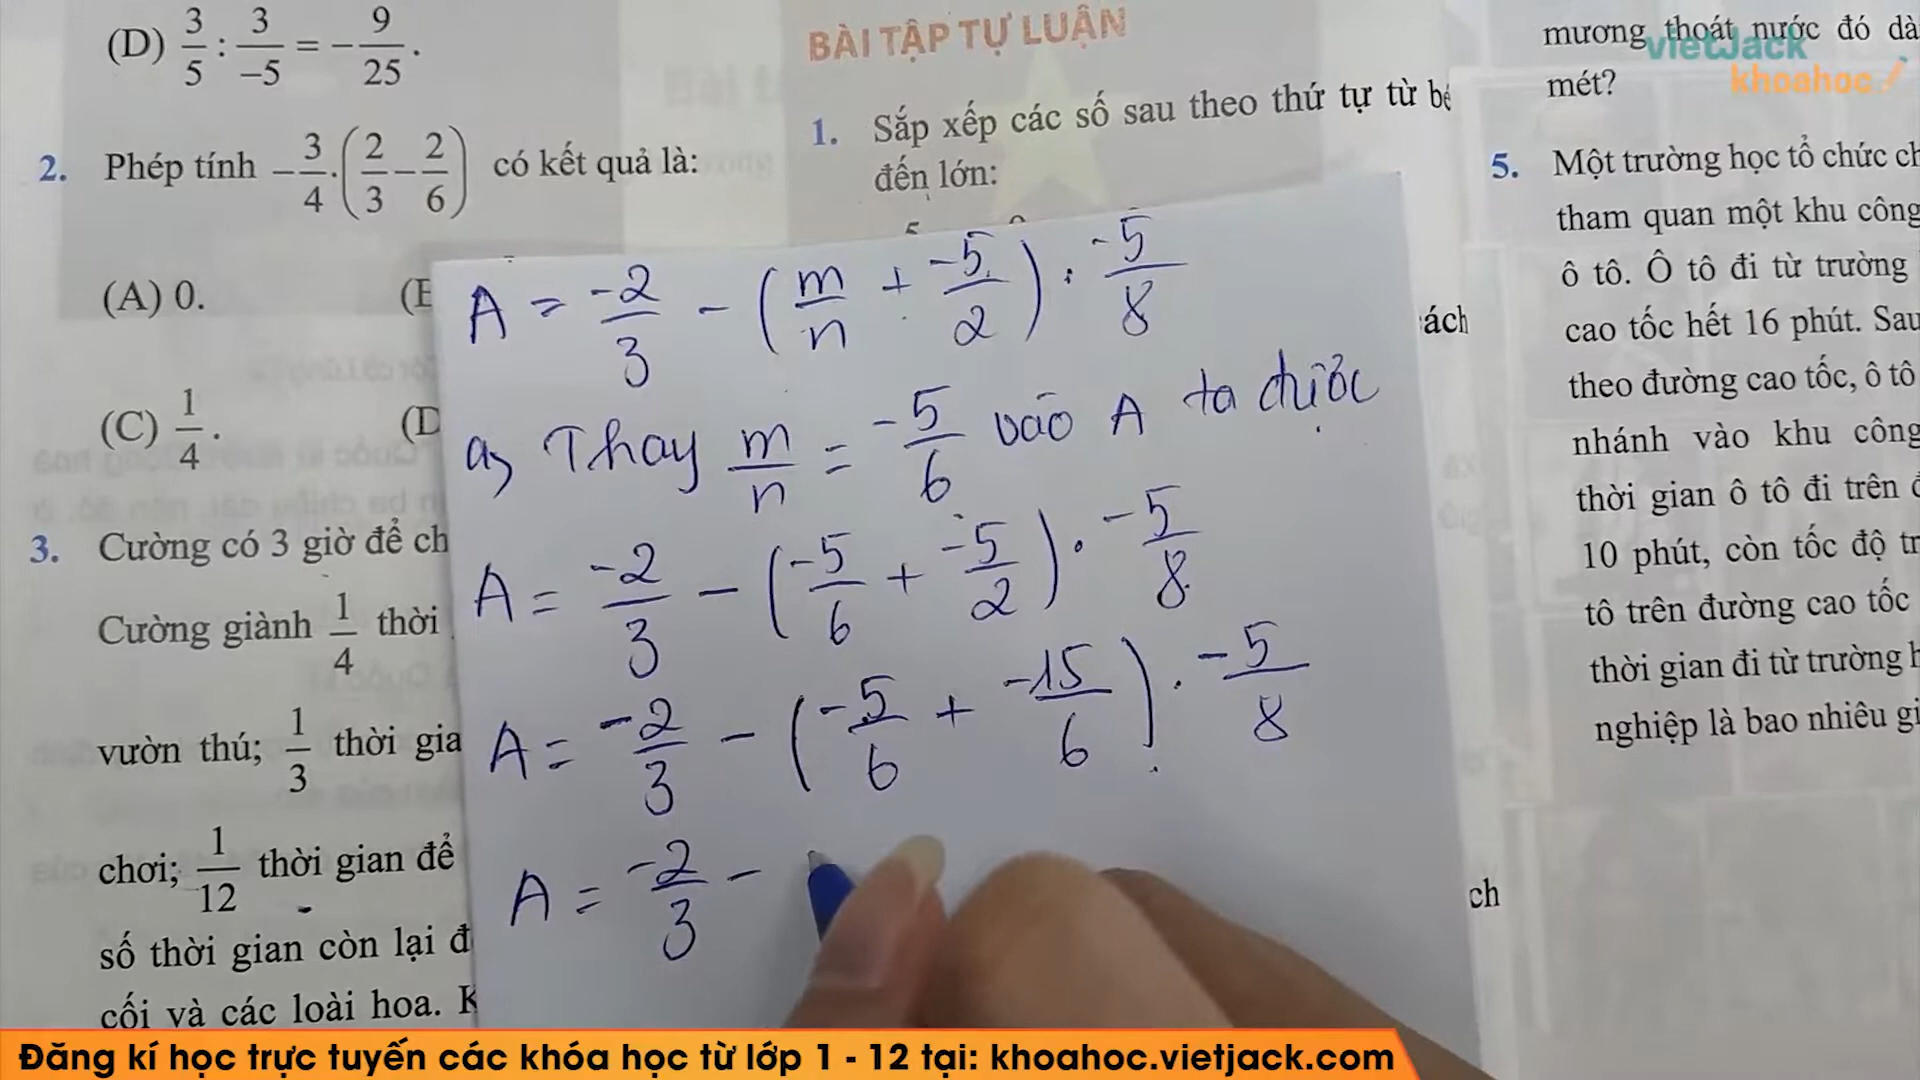 (D) 3/5 : 3/-5 = -9/25.
2. Phép tính -3/4.(2/3 - 2/6) có kết quả là:
(A) 0.
(C) 1/4.
3. Cường có 3 giờ để ch
Cường giành 1/4 thời
vườn thú; 1/3 thời gia
chơi; 1/12 thời gian để
số thời gian còn lại đ
cối và các loài hoa. K
BÀI TẬP TỰ LUẬN
1. Sắp xếp các số sau theo thứ tự từ bé
đến lớn:
A = -2/3 - (m/n + -5/2) . -5/8
a, Thay m/n = -5/6 vào A ta được
A = -2/3 - (-5/6 + -5/2) . -5/8
A = -2/3 - (-5/6 + -15/6) . -5/8
A = -2/3 -
ách
ch
mương thoát nước đó dà
mét?
5. Một trường học tổ chức ch
tham quan một khu công
ô tô. Ô tô đi từ trường
cao tốc hết 16 phút. Sau
theo đường cao tốc, ô tô
nhánh vào khu công
thời gian ô tô đi trên đ
10 phút, còn tốc độ tr
tô trên đường cao tốc
thời gian đi từ trường h
nghiệp là bao nhiêu gi
vietJack
khoahoc
Đăng kí học trực tuyến các khóa học từ lớp 1 - 12 tại: khoahoc.vietjack.com